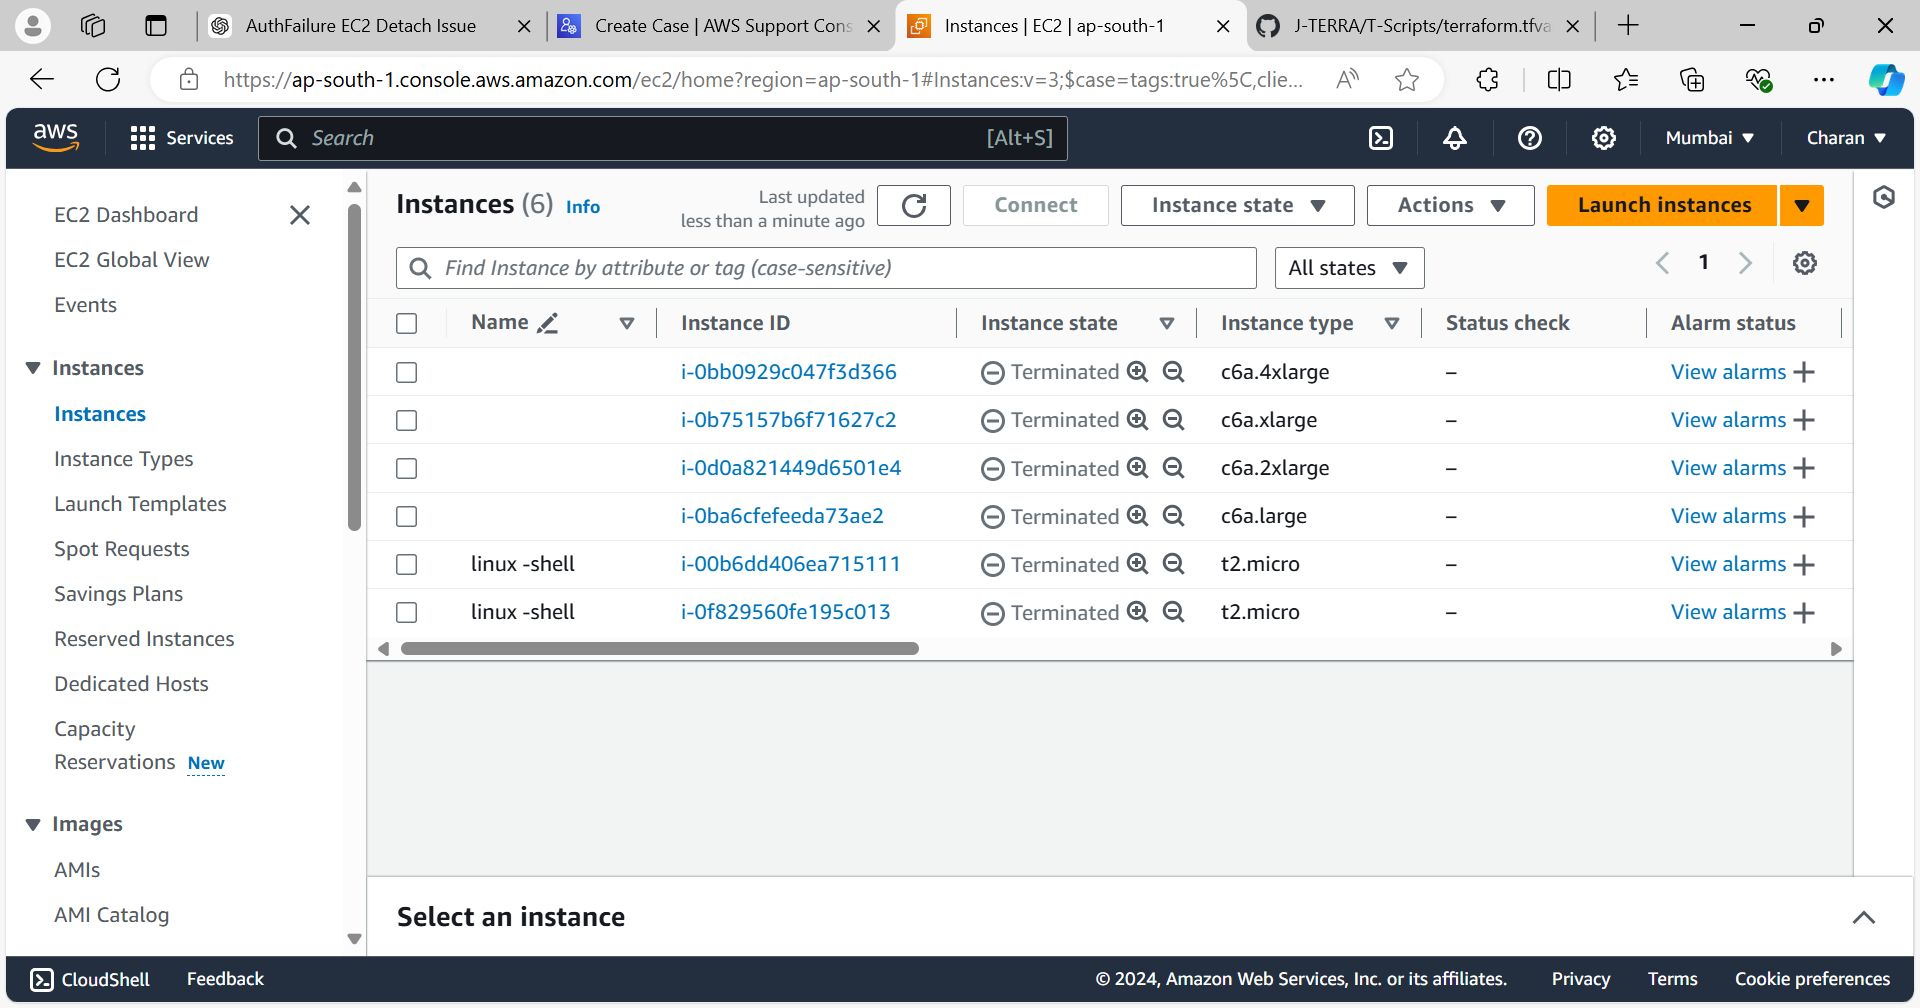 AuthFailure EC2 Detach Issue
Create Case | AWS Support Cons
Instances | EC2 | ap-south-1
J-TERRA/T-Scripts/terraform.tfva
https://ap-south-1.console.aws.amazon.com/ec2/home?region=ap-south-1#Instances:v=3;$case=tags:true%5C,clie...
aws
Services
Search
[Alt+S]
Mumbai
Charan
EC2 Dashboard
EC2 Global View
Events
Instances
Instances
Instance Types
Launch Templates
Spot Requests
Savings Plans
Reserved Instances
Dedicated Hosts
Capacity
Reservations New
Images
AMIs
AMI Catalog
Instances (6) Info
Last updated
less than a minute ago
Connect
Instance state
Actions
Launch instances
Find Instance by attribute or tag (case-sensitive)
All states
1
Name Instance ID Instance state Instance type Status check Alarm status
i-0bb0929c047f3d366 Terminated c6a.4xlarge – View alarms
i-0b75157b6f71627c2 Terminated c6a.xlarge – View alarms
i-0d0a821449d6501e4 Terminated c6a.2xlarge – View alarms
i-0ba6cfefeeda73ae2 Terminated c6a.large – View alarms
linux -shell i-00b6dd406ea715111 Terminated t2.micro – View alarms
linux -shell i-0f829560fe195c013 Terminated t2.micro – View alarms
Select an instance
CloudShell
Feedback
© 2024, Amazon Web Services, Inc. or its affiliates.
Privacy
Terms
Cookie preferences